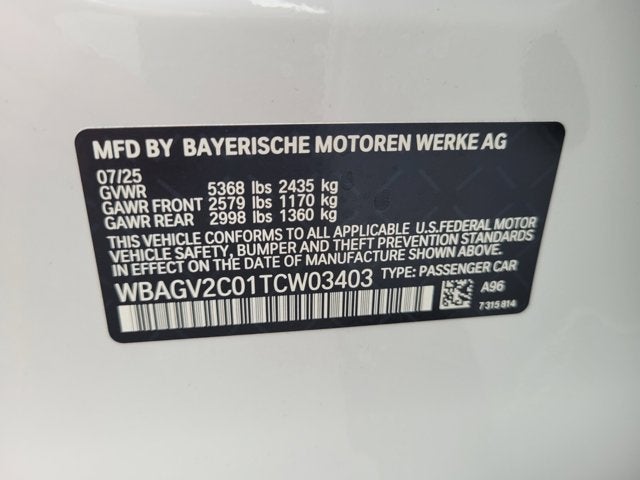 MFD BY BAYERISCHE MOTOREN WERKE AG
07/25
GVWR 5368 lbs 2435 kg
GAWR FRONT 2579 lbs 1170 kg
GAWR REAR 2998 lbs 1360 kg
THIS VEHICLE CONFORMS TO ALL APPLICABLE U.S.FEDERAL MOTOR
VEHICLE SAFETY, BUMPER AND THEFT PREVENTION STANDARDS
IN EFFECT ON THE DATE OF MANUFACTURE SHOWN ABOVE.
WBAGV2C01TCW03403 TYPE: PASSENGER CAR
A96
7315814